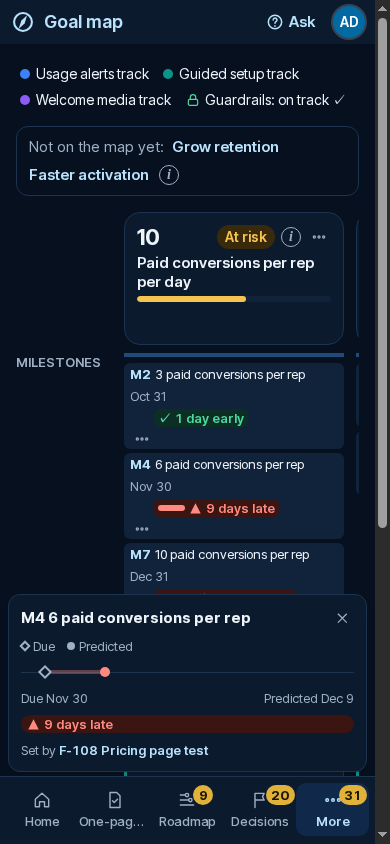 Goal map
Ask
AD
Usage alerts track
Guided setup track
Welcome media track
Guardrails: on track ✓
Not on the map yet: Grow retention
Faster activation i
10
At risk
i
Paid conversions per rep
per day
MILESTONES
M2 3 paid conversions per rep
Oct 31
✓ 1 day early
M4 6 paid conversions per rep
Nov 30
▲ 9 days late
M7 10 paid conversions per rep
Dec 31
M4 6 paid conversions per rep
Due
Predicted
Due Nov 30
Predicted Dec 9
▲ 9 days late
Set by F-108 Pricing page test
9
20
31
Home
One-pag...
Roadmap
Decisions
More